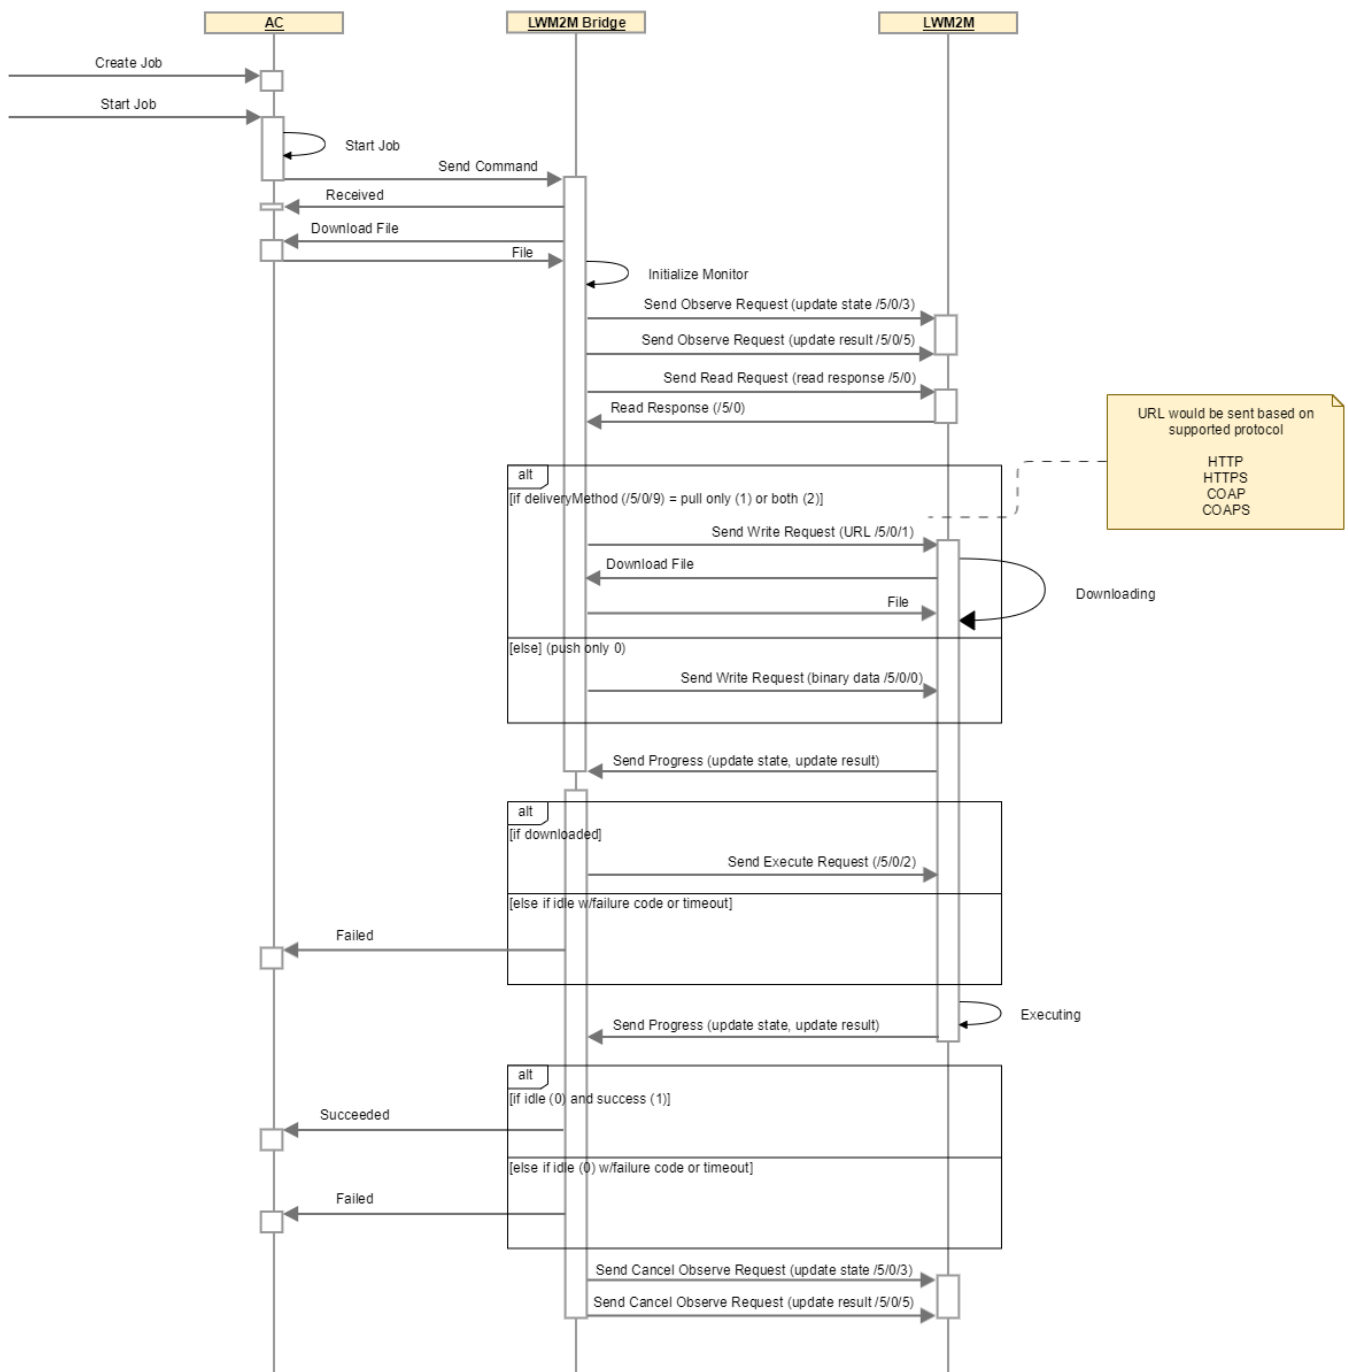 AC
LWM2M Bridge
LWM2M
Create Job
Start Job
Start Job
Send Command
Received
Download File
File
Initialize Monitor
Send Observe Request (update state /5/0/3)
Send Observe Request (update result /5/0/5)
Send Read Request (read response /5/0)
Read Response (/5/0)
URL would be sent based on
supported protocol
HTTP
HTTPS
COAP
COAPS
alt
[if deliveryMethod (/5/0/9) = pull only (1) or both (2)]
Send Write Request (URL /5/0/1)
Download File
Downloading
File
[else] (push only 0)
Send Write Request (binary data /5/0/0)
Send Progress (update state, update result)
alt
[if downloaded]
Send Execute Request (/5/0/2)
[else if idle w/failure code or timeout]
Failed
Executing
Send Progress (update state, update result)
alt
[if idle (0) and success (1)]
Succeeded
[else if idle (0) w/failure code or timeout]
Failed
Send Cancel Observe Request (update state /5/0/3)
Send Cancel Observe Request (update result /5/0/5)